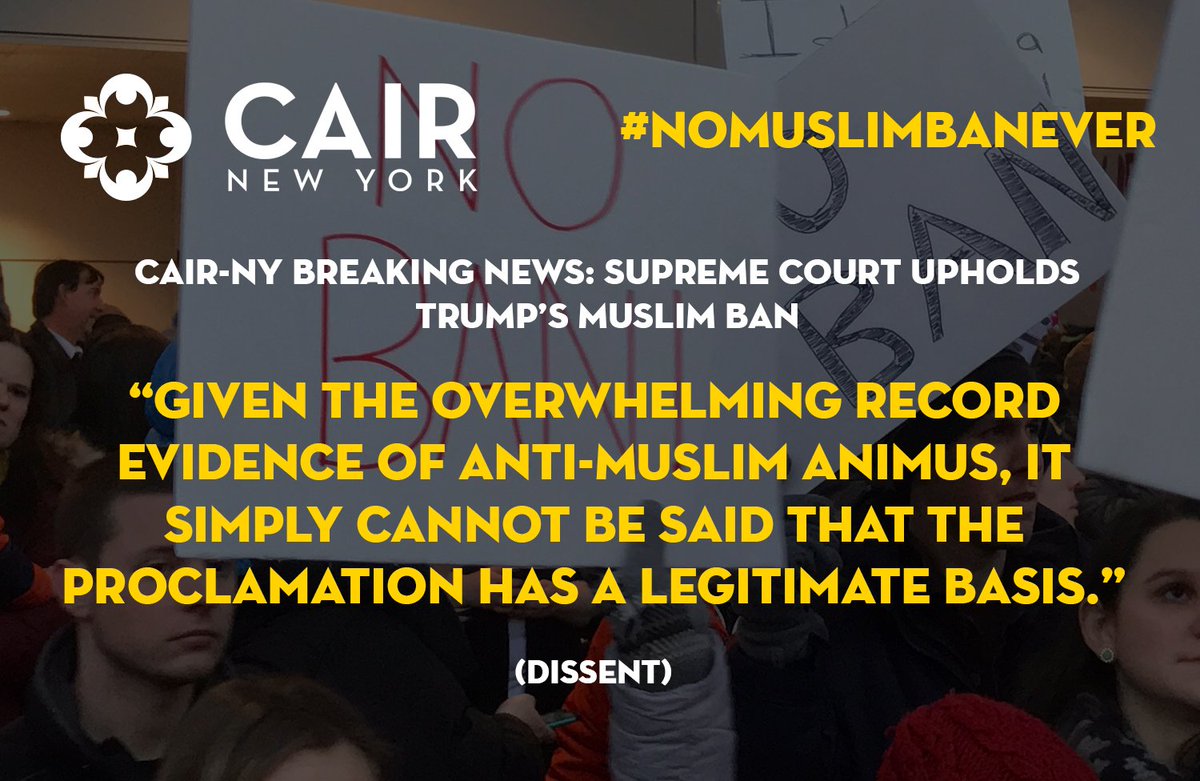 CAIR
NEW YORK
#NOMUSLIMBANEVER
NO
BAN!
BAN
CAIR-NY BREAKING NEWS: SUPREME COURT UPHOLDS
TRUMP’S MUSLIM BAN
“GIVEN THE OVERWHELMING RECORD
EVIDENCE OF ANTI-MUSLIM ANIMUS, IT
SIMPLY CANNOT BE SAID THAT THE
PROCLAMATION HAS A LEGITIMATE BASIS.”
(DISSENT)